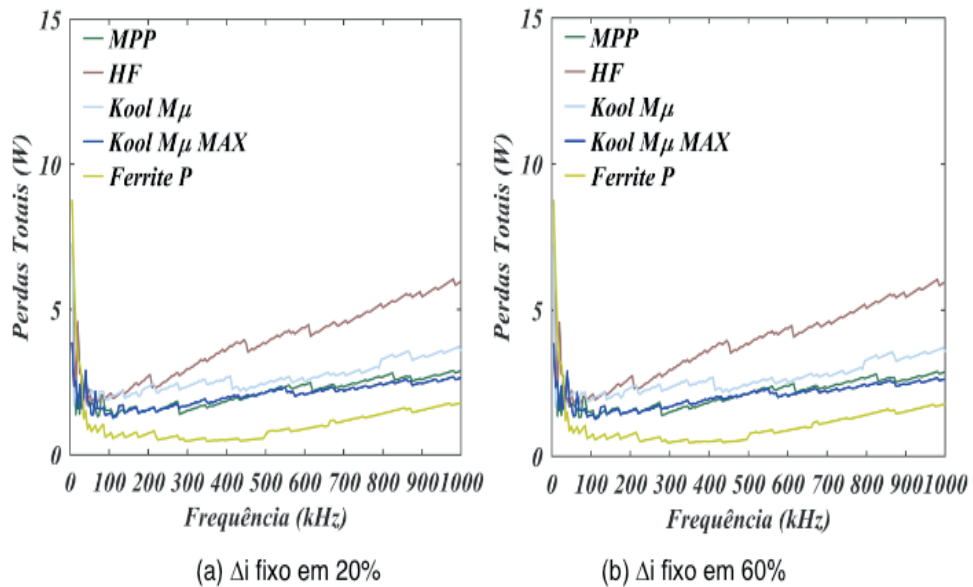 15
10
5
0
Perdas Totais (W)
MPP
HF
Kool Mμ
Kool Mμ MAX
Ferrite P
0 100 200 300 400 500 600 700 800 9001000
Frequência (kHz)
(a) Δi fixo em 20%
15
10
5
0
Perdas Totais (W)
MPP
HF
Kool Mμ
Kool Mμ MAX
Ferrite P
0 100 200 300 400 500 600 700 800 9001000
Frequência (kHz)
(b) Δi fixo em 60%